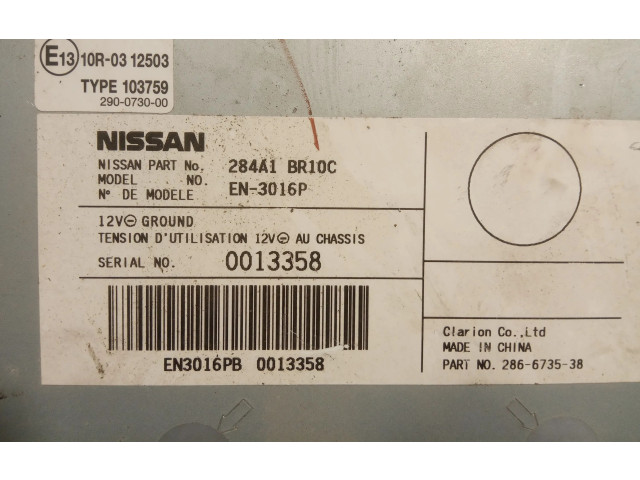 E13 10R-03 12503
TYPE 103759
290-0730-00
NISSAN
NISSAN PART No. 284A1 BR10C
MODEL NO. EN-3016P
N° DE MODELE
12V⊖ GROUND
TENSION D'UTILISATION 12V⊖ AU CHASSIS
SERIAL NO. 0013358
EN3016PB 0013358
Clarion Co.,Ltd
MADE IN CHINA
PART NO. 286-6735-38